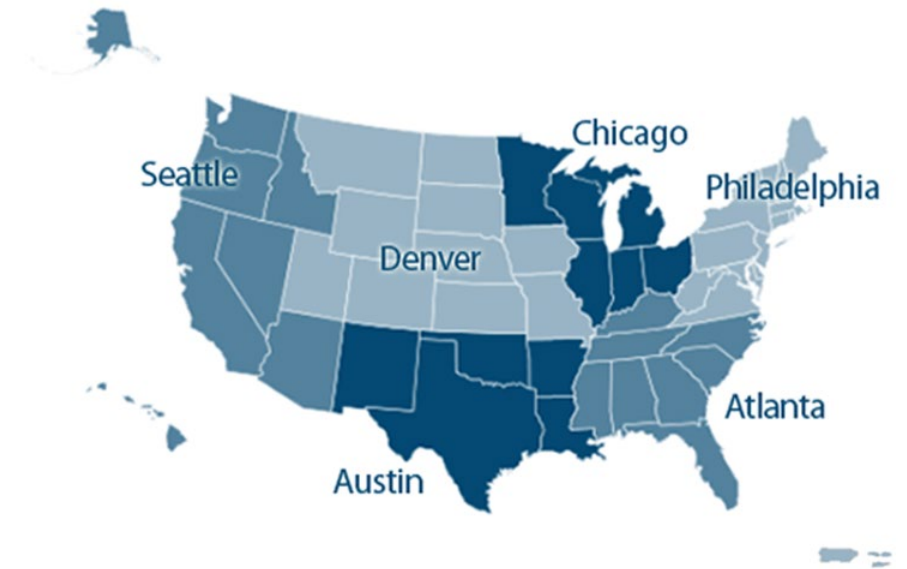 Chicago
Seattle
Philadelphia
Denver
Atlanta
Austin